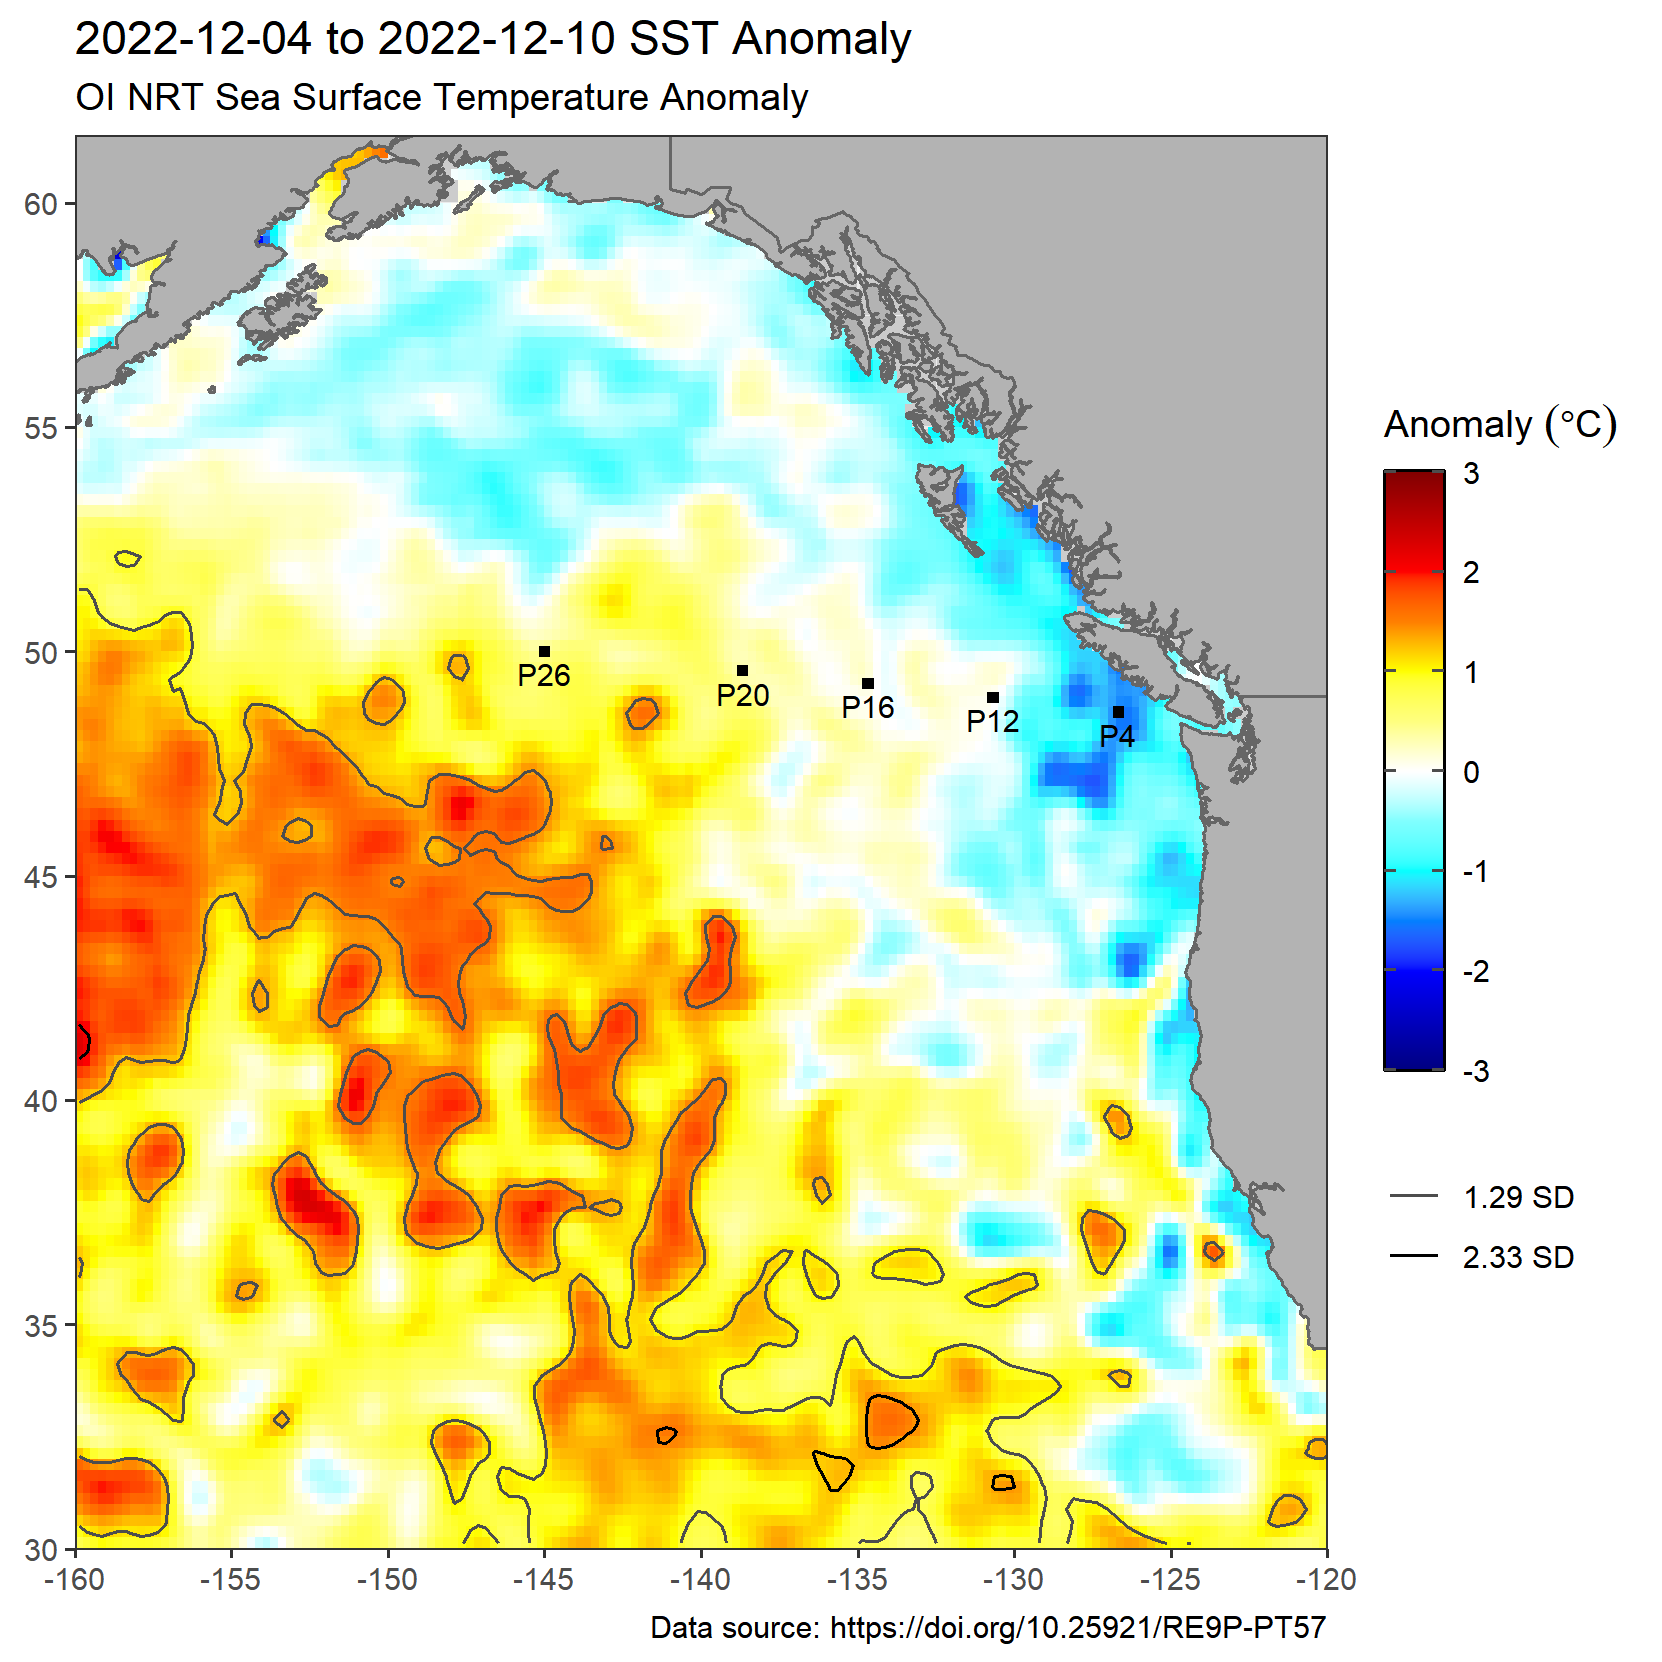 2022-12-04 to 2022-12-10 SST Anomaly
OI NRT Sea Surface Temperature Anomaly
60
55
50
45
40
35
30
-160
-155
-150
-145
-140
-135
-130
-125
-120
P26
P20
P16
P12
P4
Anomaly (°C)
3
2
1
0
-1
-2
-3
1.29 SD
2.33 SD
Data source: https://doi.org/10.25921/RE9P-PT57